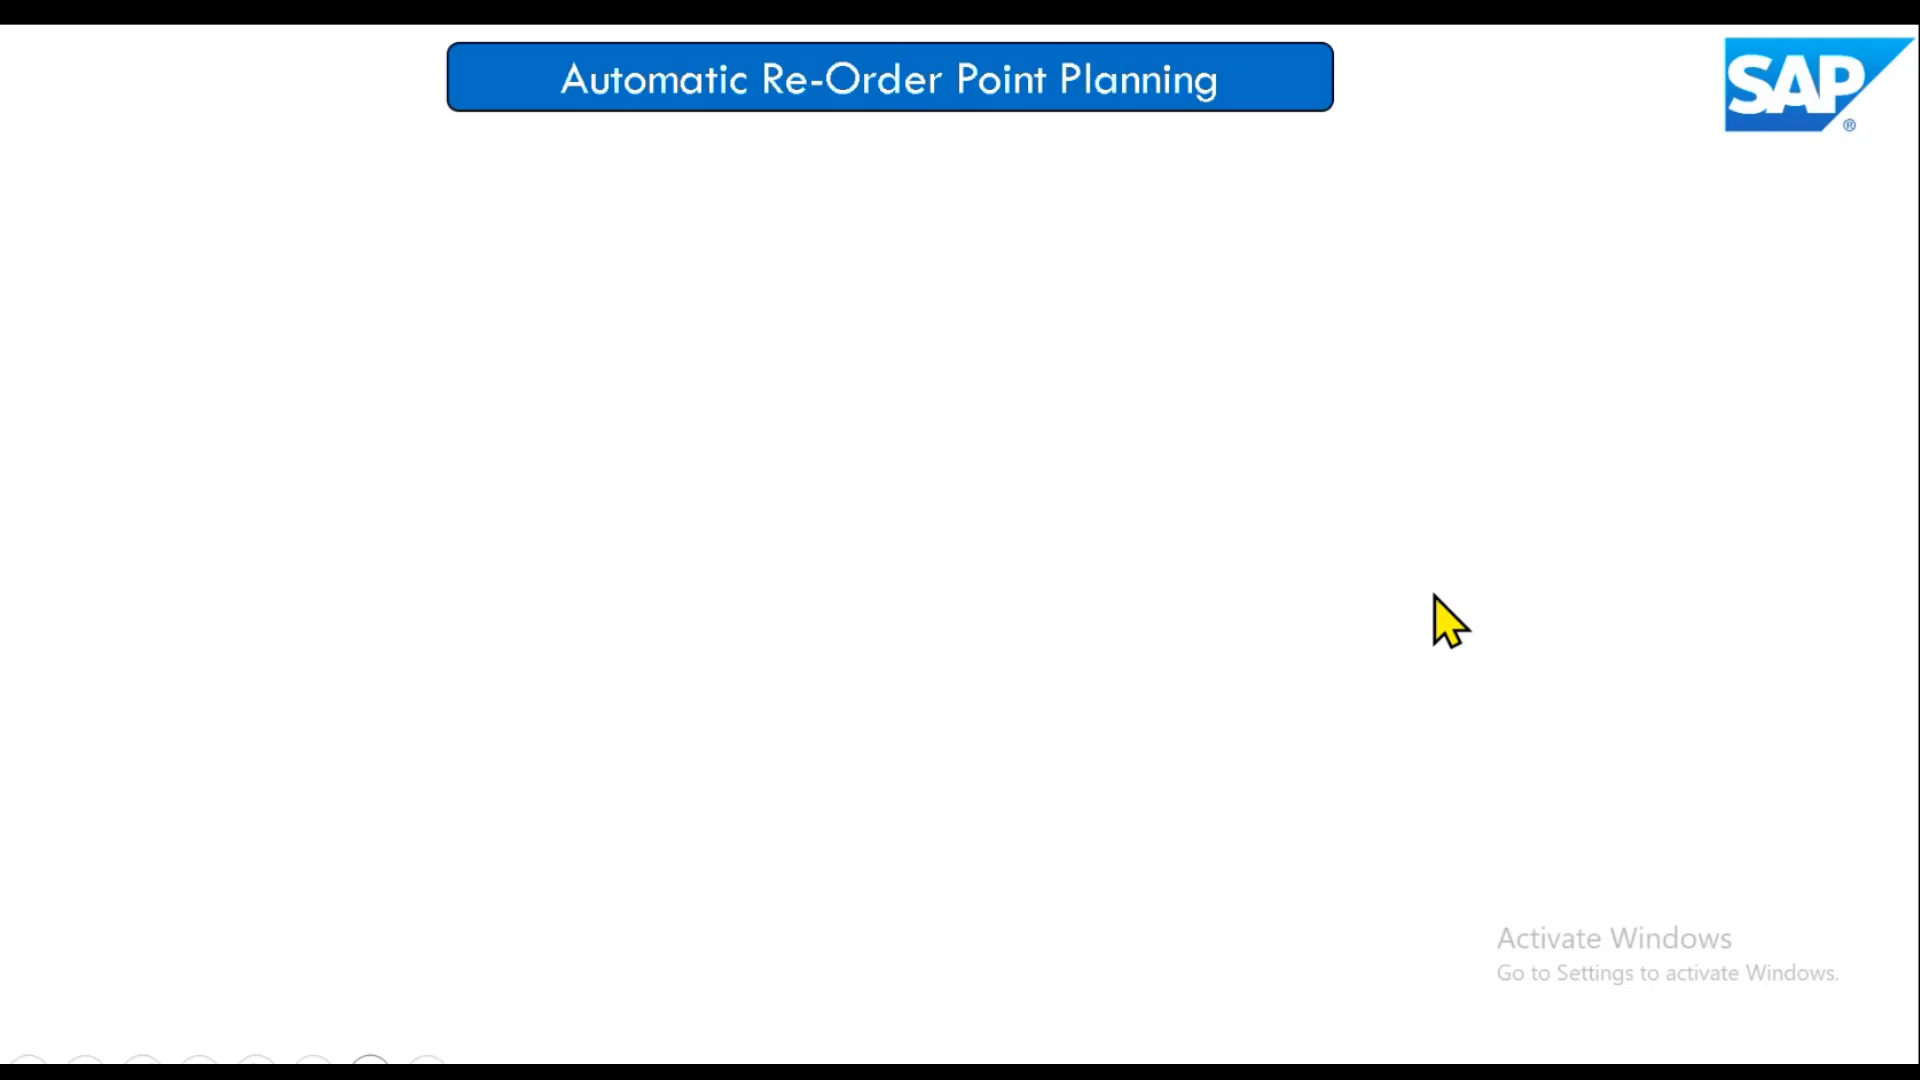 Automatic Re-Order Point Planning
SAP
®
Activate Windows
Go to Settings to activate Windows.